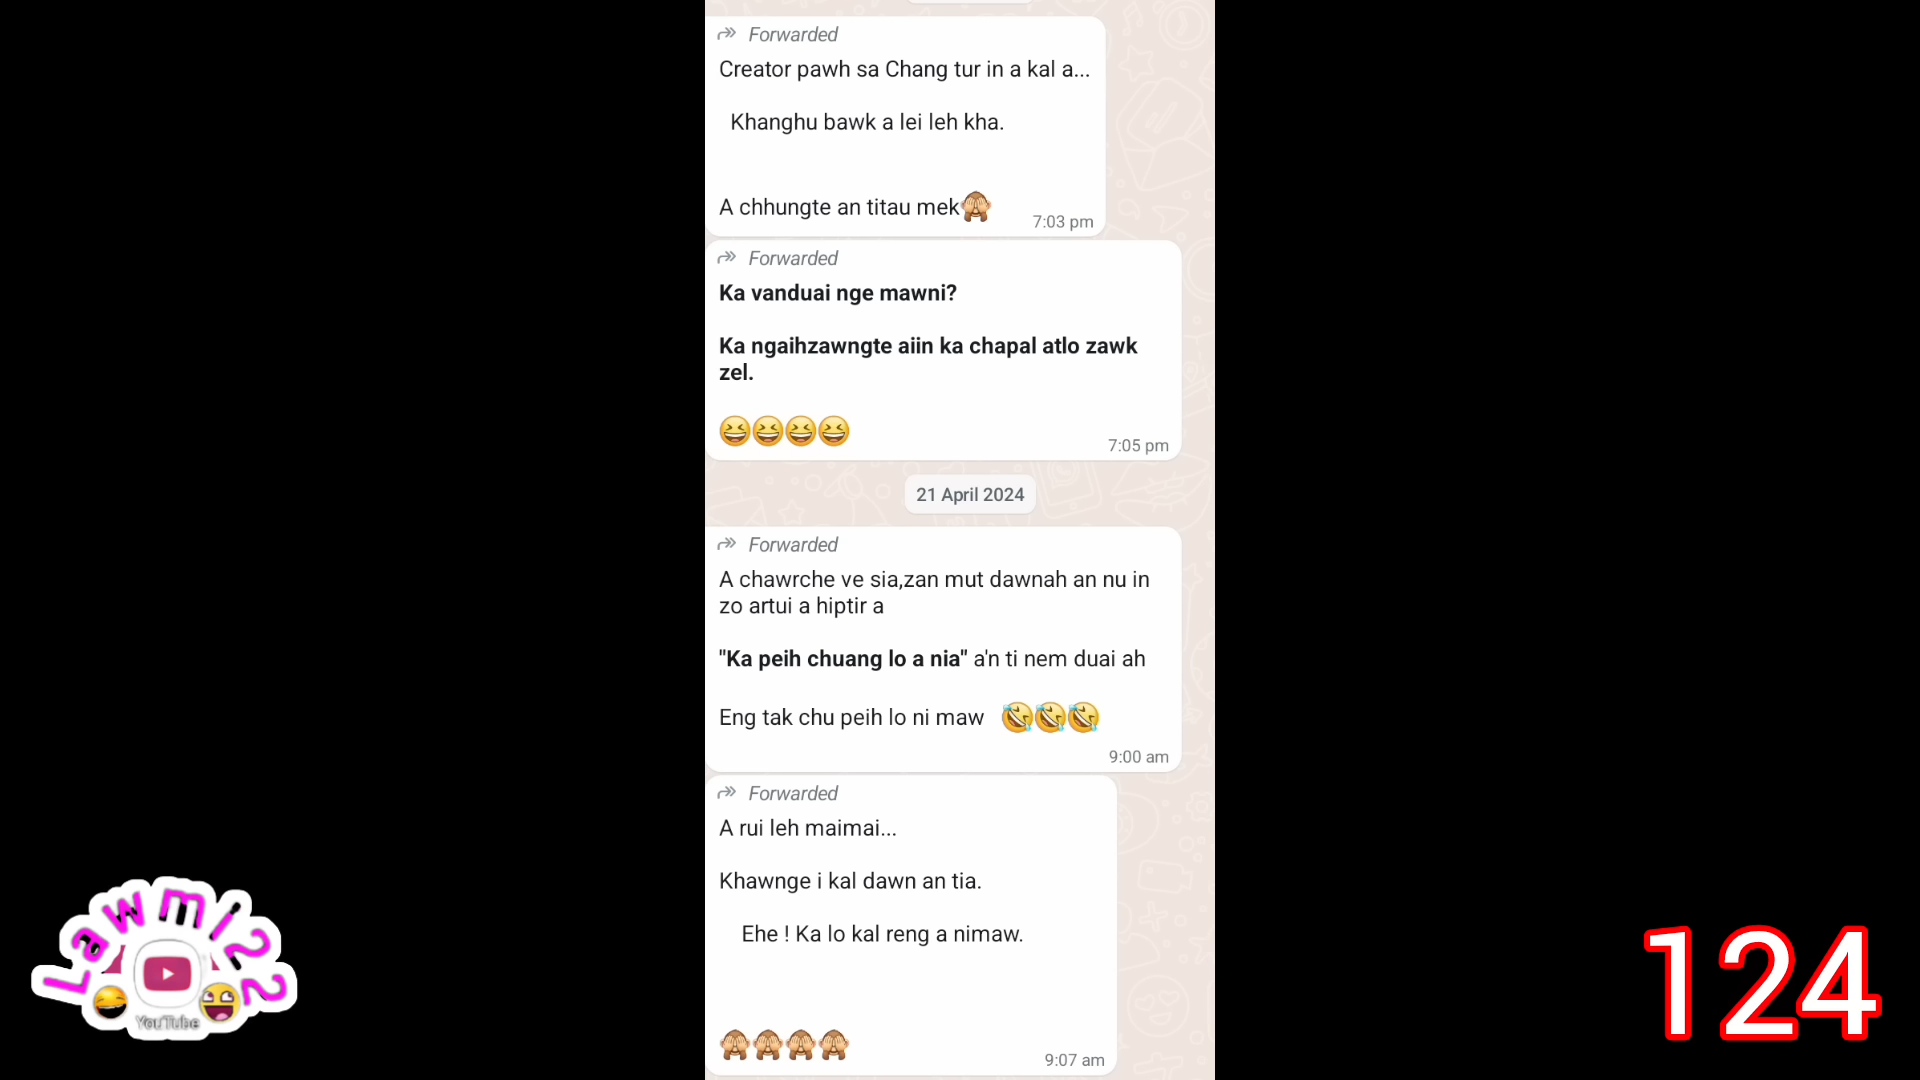 Forwarded
Creator pawh sa Chang tur in a kal a...
Khanghu bawk a lei leh kha.
A chhungte an titau mek🙈
7:03 pm
Forwarded
Ka vanduai nge mawni?
Ka ngaihzawngte aiin ka chapal atlo zawk
zel.
😆😆😆😆
7:05 pm
21 April 2024
Forwarded
A chawrche ve sia,zan mut dawnah an nu in
zo artui a hiptir a
"Ka peih chuang lo a nia" a'n ti nem duai ah
Eng tak chu peih lo ni maw 🤣🤣🤣
9:00 am
Forwarded
A rui leh maimai...
Khawnge i kal dawn an tia.
Ehe ! Ka lo kal reng a nimaw.
🙈🙈🙈🙈
9:07 am
Lawmi22
YouTube
124